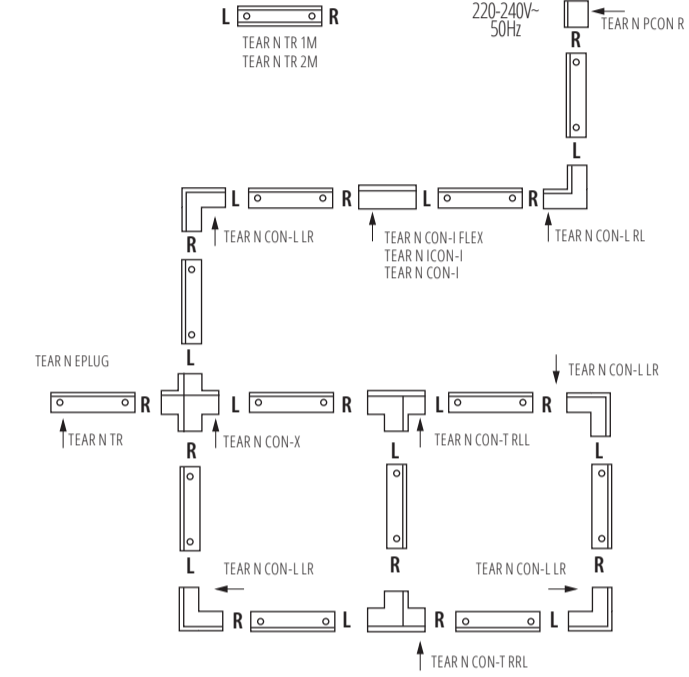 L R
TEAR N TR 1M
TEAR N TR 2M
220-240V~
50Hz
TEAR N PCON R
R
L
L R L R
TEAR N CON-L LR
TEAR N CON-I FLEX
TEAR N ICON-I
TEAR N CON-I
TEAR N CON-L RL
R
L
TEAR N EPLUG
TEAR N CON-L LR
R L R L R
TEAR N TR
TEAR N CON-X
TEAR N CON-T RLL
R L L
L R R
TEAR N CON-L LR
TEAR N CON-L LR
R L R L
TEAR N CON-T RRL